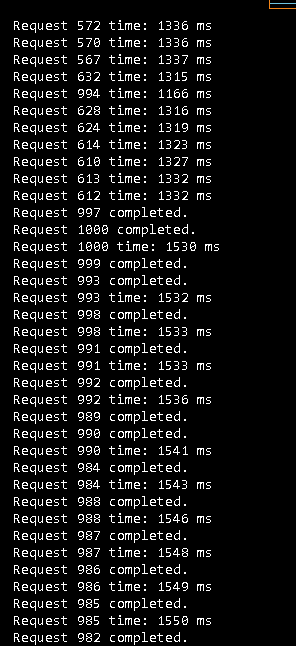 Request 572 time: 1336 ms
Request 570 time: 1336 ms
Request 567 time: 1337 ms
Request 632 time: 1315 ms
Request 994 time: 1166 ms
Request 628 time: 1316 ms
Request 624 time: 1319 ms
Request 614 time: 1323 ms
Request 610 time: 1327 ms
Request 613 time: 1332 ms
Request 612 time: 1332 ms
Request 997 completed.
Request 1000 completed.
Request 1000 time: 1530 ms
Request 999 completed.
Request 993 completed.
Request 993 time: 1532 ms
Request 998 completed.
Request 998 time: 1533 ms
Request 991 completed.
Request 991 time: 1533 ms
Request 992 completed.
Request 992 time: 1536 ms
Request 989 completed.
Request 990 completed.
Request 990 time: 1541 ms
Request 984 completed.
Request 984 time: 1543 ms
Request 988 completed.
Request 988 time: 1546 ms
Request 987 completed.
Request 987 time: 1548 ms
Request 986 completed.
Request 986 time: 1549 ms
Request 985 completed.
Request 985 time: 1550 ms
Request 982 completed.